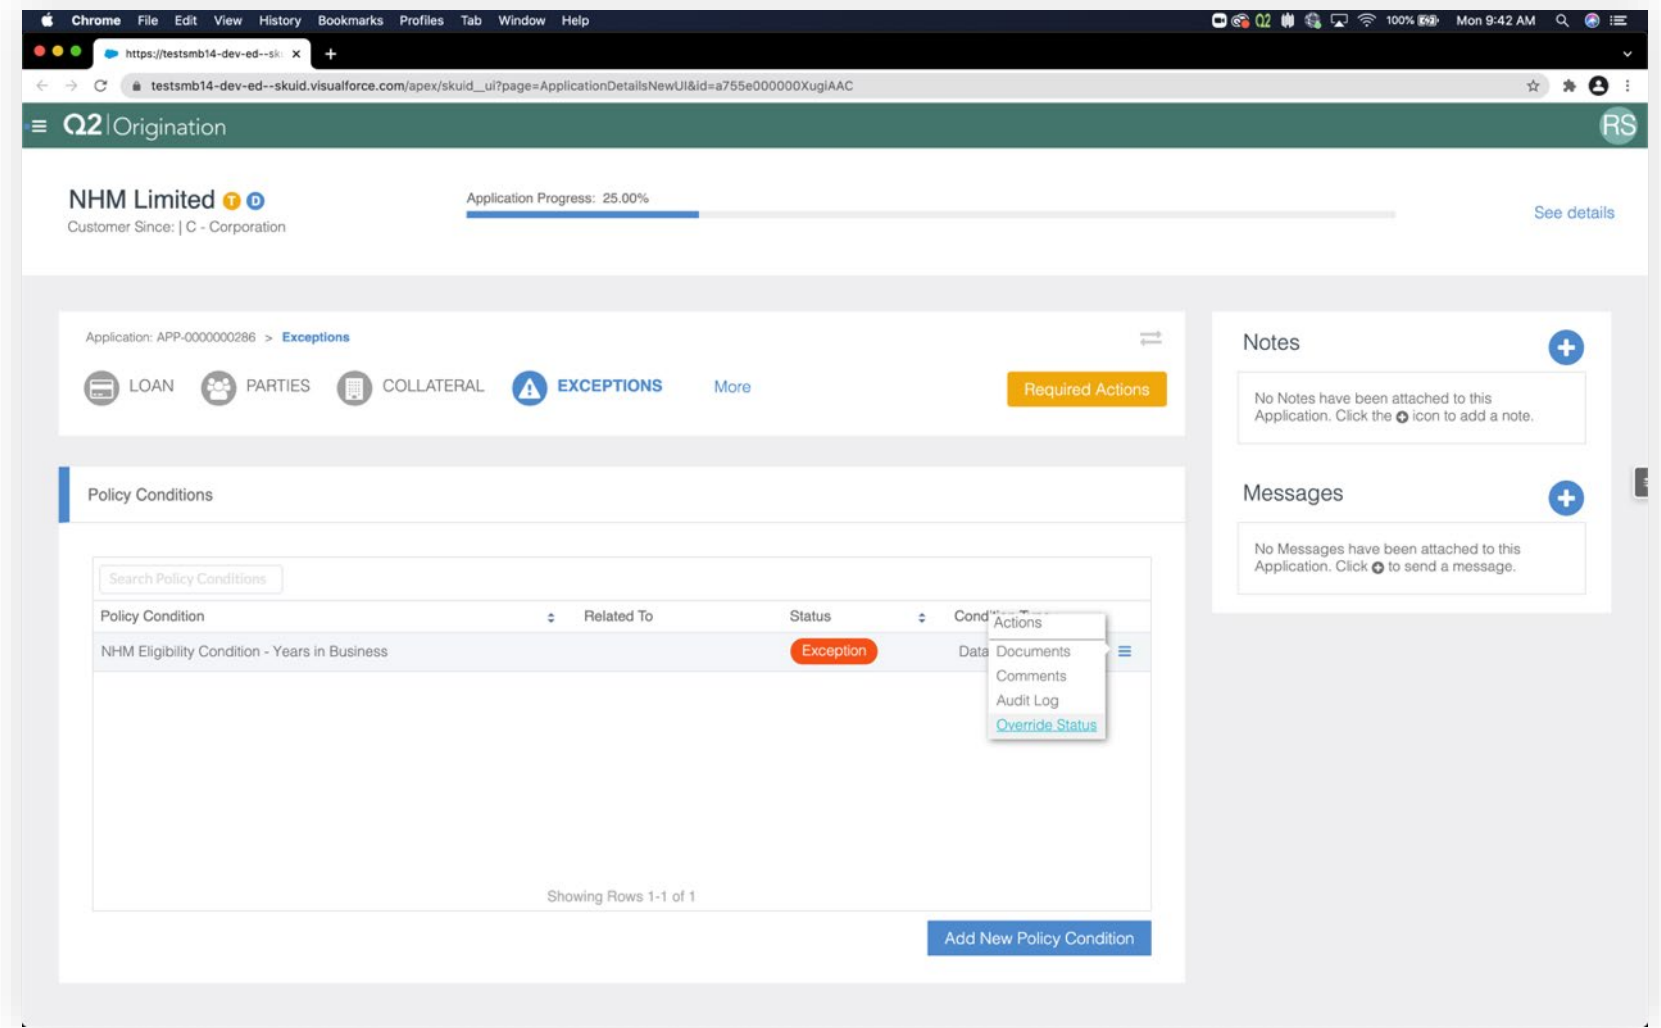 Chrome File Edit View History Bookmarks Profiles Tab Window Help 100% Mon 9:42 AM
https://testsmb14-dev-ed--sk
testsmb14-dev-ed--skuid.visualforce.com/apex/skuid__ui?page=ApplicationDetailsNewUI&id=a755e000000XugiAAC
Q2 | Origination RS
NHM Limited T D
Customer Since: | C - Corporation
Application Progress: 25.00%
See details
Application: APP-0000000286 > Exceptions
LOAN PARTIES COLLATERAL EXCEPTIONS More Required Actions
Policy Conditions
Search Policy Conditions
Policy Condition Related To Status
NHM Eligibility Condition - Years in Business Exception Data
Actions
Documents
Comments
Audit Log
Override Status
Showing Rows 1-1 of 1
Add New Policy Condition
Notes
No Notes have been attached to this
Application. Click the icon to add a note.
Messages
No Messages have been attached to this
Application. Click to send a message.